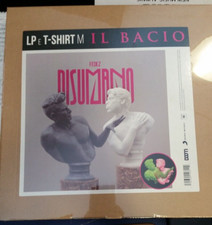 LP E T-SHIRT M IL BACIO
FEDEZ
DISUMANO